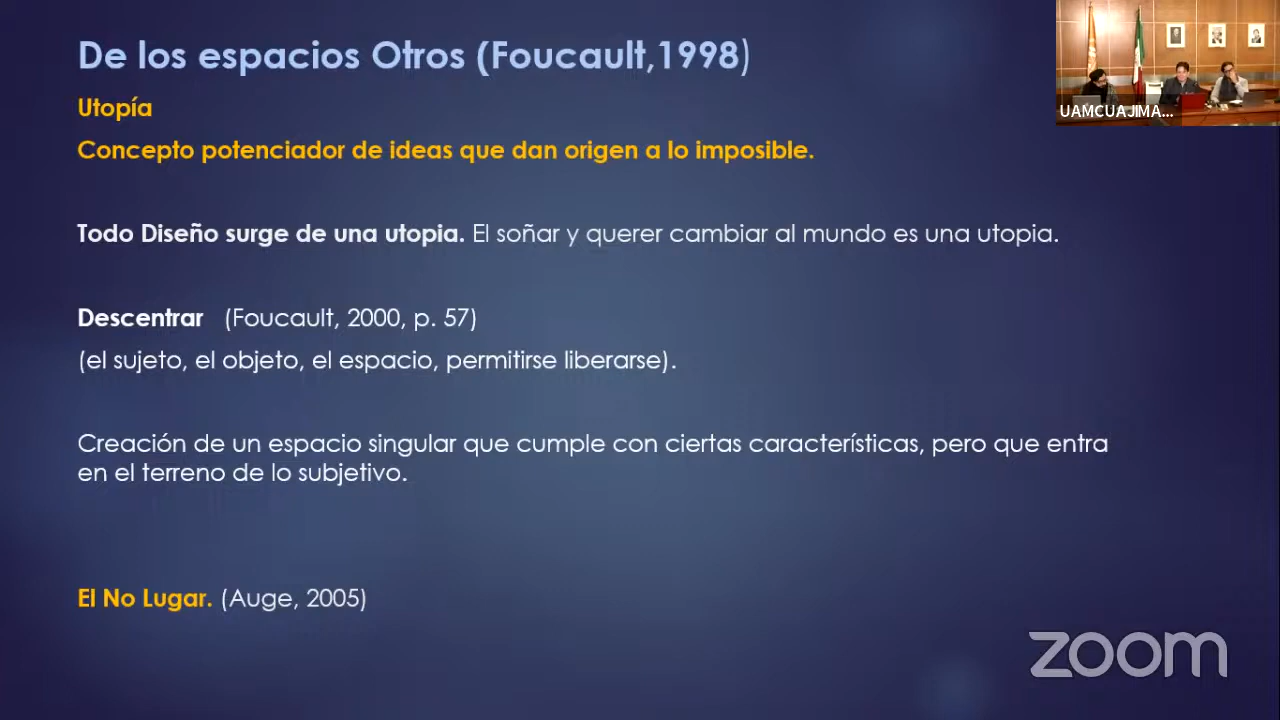 De los espacios Otros (Foucault,1998)
Utopía
Concepto potenciador de ideas que dan origen a lo imposible.
Todo Diseño surge de una utopia. El soñar y querer cambiar al mundo es una utopia.
Descentrar (Foucault, 2000, p. 57)
(el sujeto, el objeto, el espacio, permitirse liberarse).
Creación de un espacio singular que cumple con ciertas características, pero que entra
en el terreno de lo subjetivo.
El No Lugar. (Auge, 2005)
UAMCUAJIMA...
zoom